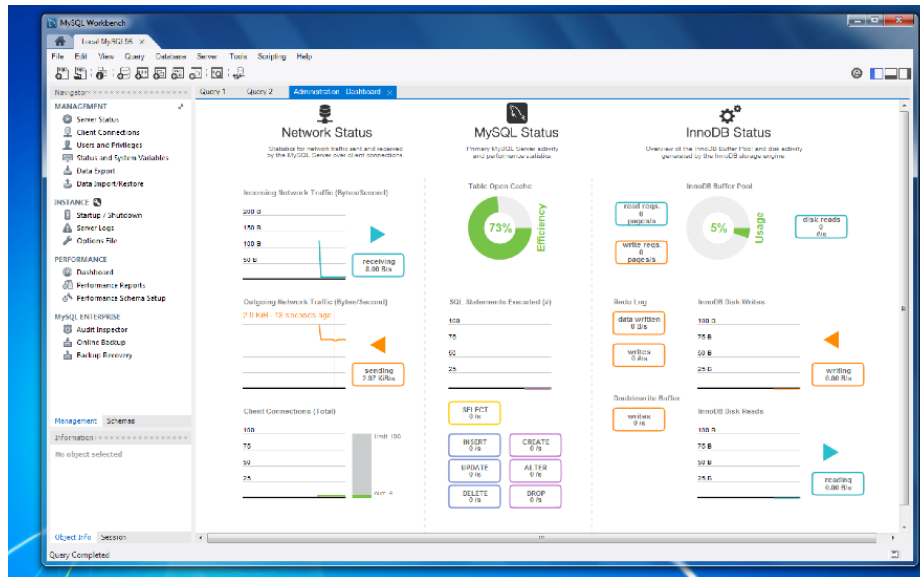 MySQL Workbench
Local MySQL56 ×
File Edit View Query Database Server Tools Scripting Help
Navigator
Query 1 Query 2 Administration - Dashboard ×
MANAGEMENT
Server Status
Client Connections
Users and Privileges
Status and System Variables
Data Export
Data Import/Restore
INSTANCE
Startup / Shutdown
Server Logs
Options File
PERFORMANCE
Dashboard
Performance Reports
Performance Schema Setup
MySQL ENTERPRISE
Audit Inspector
Online Backup
Backup Recovery
Management Schemas
Information
No object selected
Object Info Session
Query Completed
Network Status
Statistics for network traffic sent and received
by the MySQL Server over client connections.
Incoming Network Traffic (Bytes/Second)
200 B
150 B
100 B
50 B
receiving
0.00 B/s
Outgoing Network Traffic (Bytes/Second)
18 seconds ago
sending
2.07 KiB/s
Client Connections (Total)
100
75
50
25
limit 100
curr. 4
MySQL Status
Primary MySQL Server activity
and performance statistics.
Table Open Cache
73%
Efficiency
SQL Statements Executed (#)
100
75
50
25
SELECT
0 /s
INSERT
0 /s
CREATE
0 /s
UPDATE
0 /s
ALTER
0 /s
DELETE
0 /s
DROP
0 /s
InnoDB Status
Overview of the InnoDB Buffer Pool and disk activity
generated by the InnoDB storage engine.
InnoDB Buffer Pool
read reqs.
0
pages/s
write reqs.
0
pages/s
5%
Usage
disk reads
0
#/s
Redo Log
data written
0 B/s
writes
0 /s
InnoDB Disk Writes
100 B
75 B
50 B
25 B
writing
0.00 B/s
Doublewrite Buffer
writes
0 /s
InnoDB Disk Reads
100 B
75 B
50 B
25 B
reading
0.00 B/s